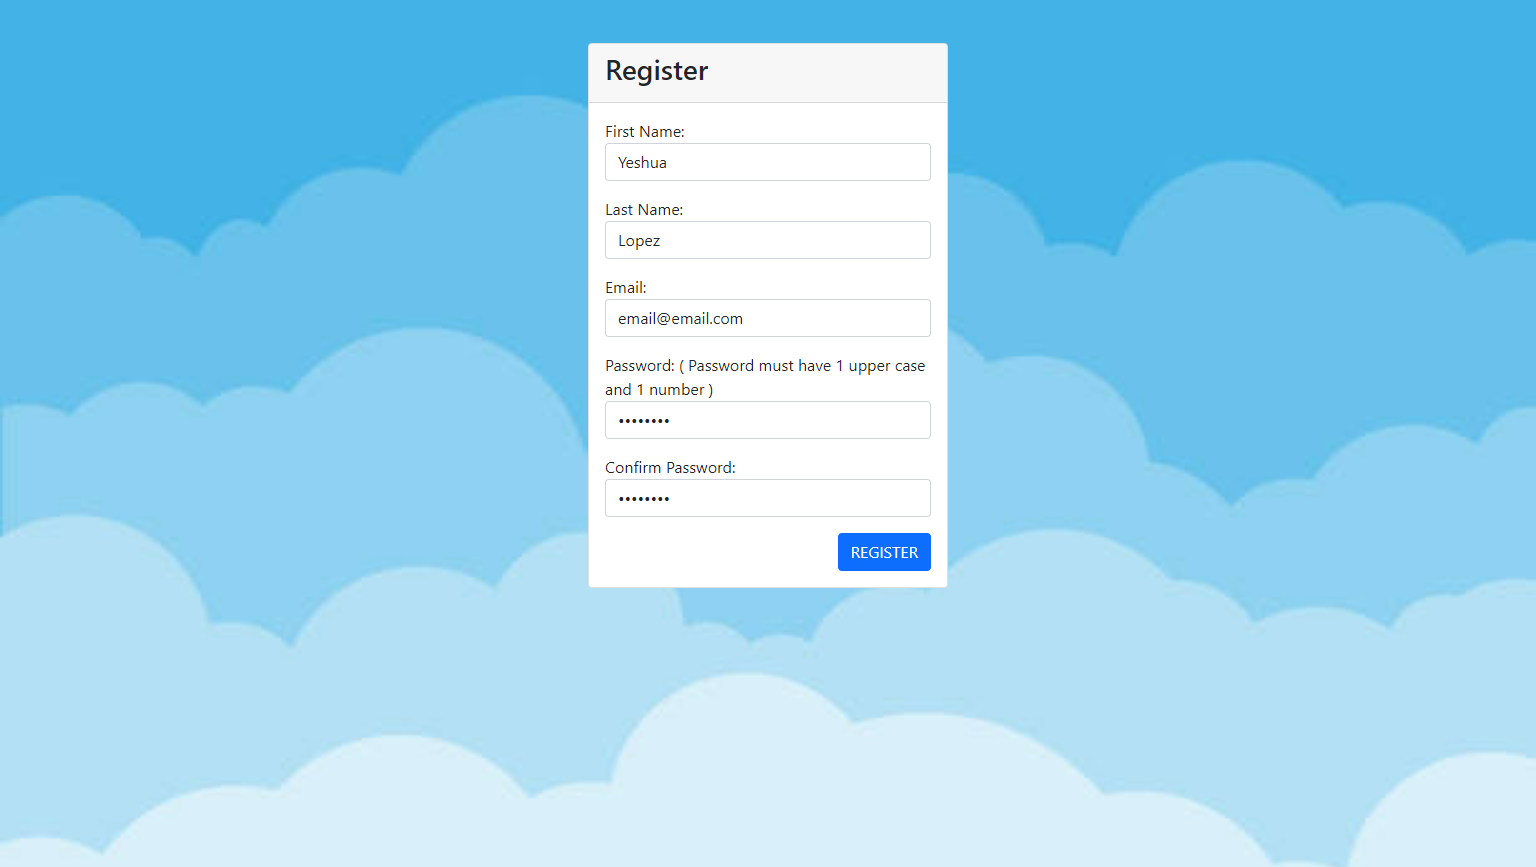 Register
First Name:
Yeshua
Last Name:
Lopez
Email:
email@email.com
Password: ( Password must have 1 upper case
and 1 number )
••••••••
Confirm Password:
••••••••
REGISTER